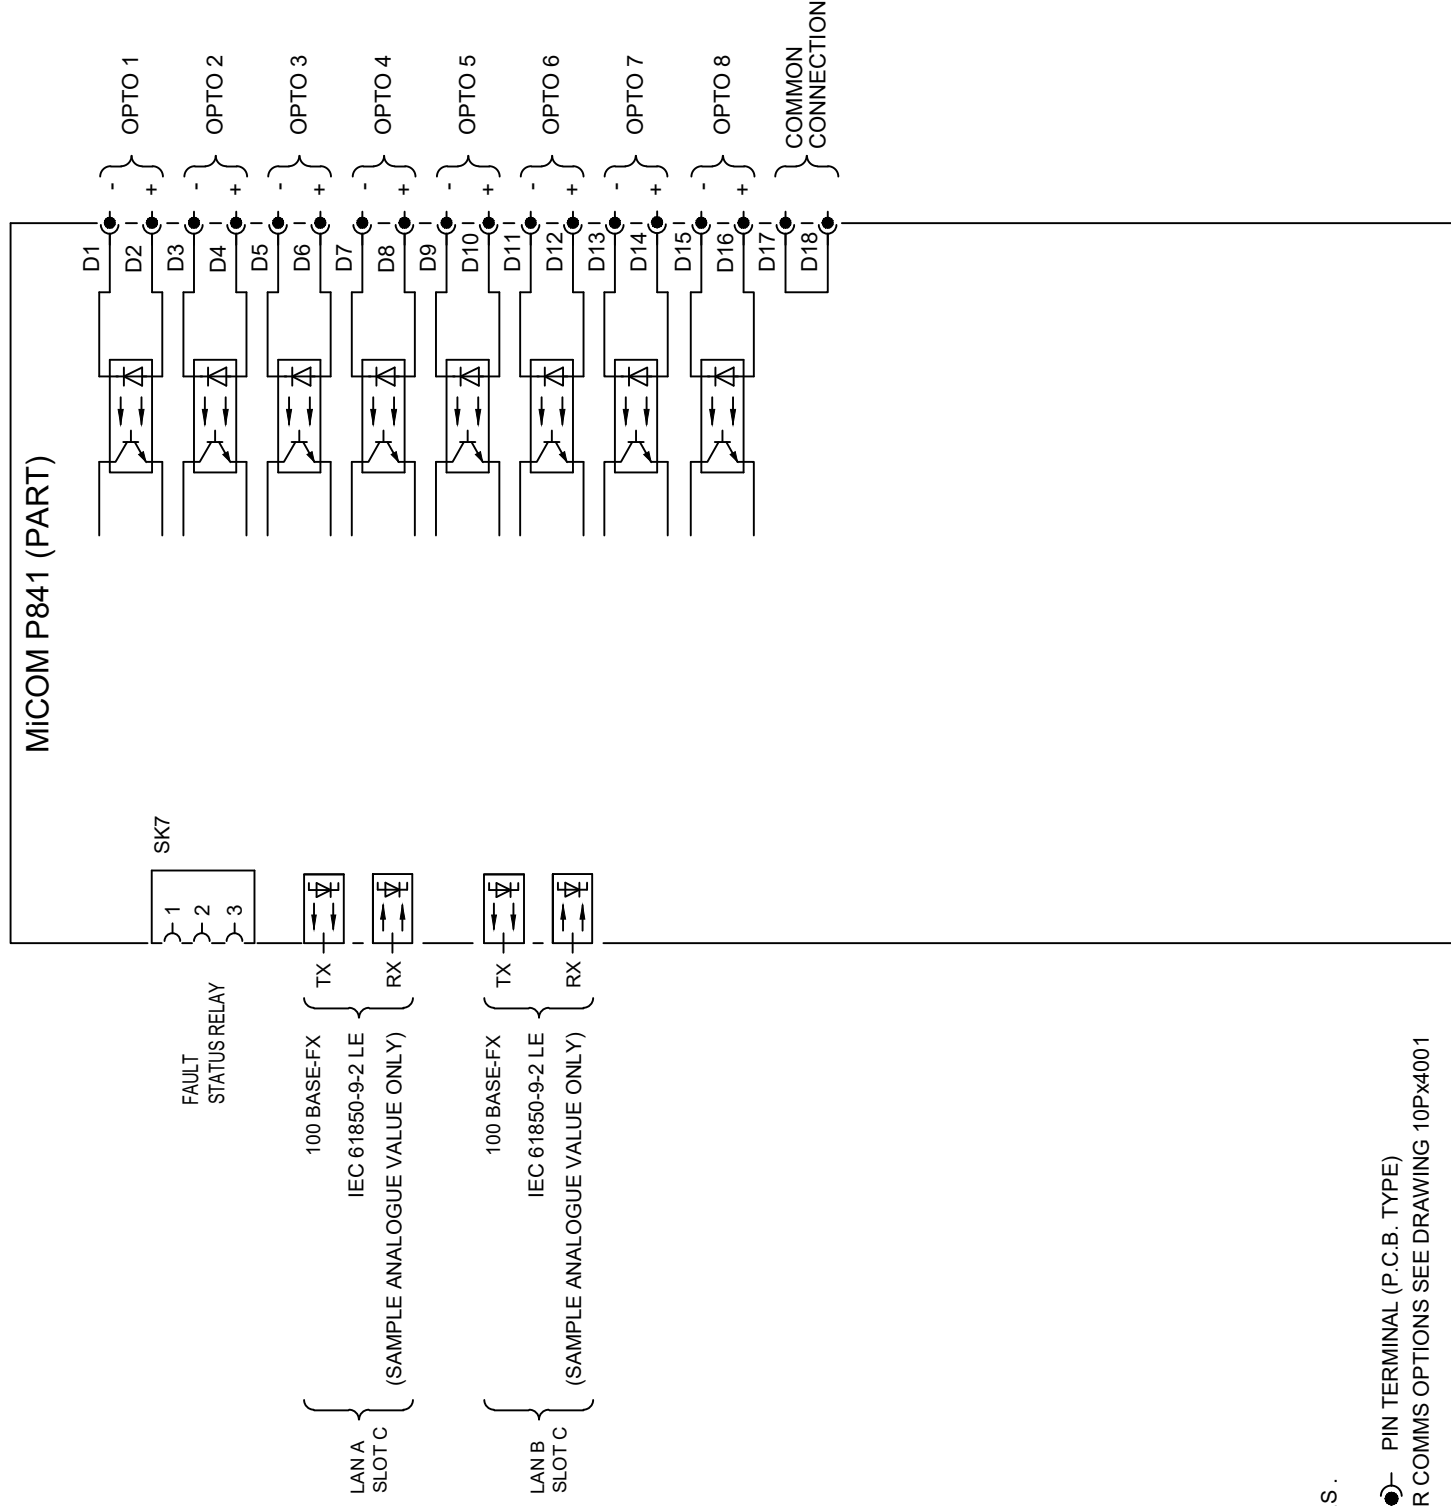 MiCOM P841 (PART)
SK7
1
2
3
FAULT
STATUS RELAY
TX
RX
100 BASE-FX
IEC 61850-9-2 LE
(SAMPLE ANALOGUE VALUE ONLY)
LAN A
SLOT C
TX
RX
100 BASE-FX
IEC 61850-9-2 LE
(SAMPLE ANALOGUE VALUE ONLY)
LAN B
SLOT C
D1
-
D2
+
OPTO 1
D3
-
D4
+
OPTO 2
D5
-
D6
+
OPTO 3
D7
-
D8
+
OPTO 4
D9
-
D10
+
OPTO 5
D11
-
D12
+
OPTO 6
D13
-
D14
+
OPTO 7
D15
-
D16
+
OPTO 8
D17
D18
COMMON
CONNECTION
S .
PIN TERMINAL (P.C.B. TYPE)
R COMMS OPTIONS SEE DRAWING 10Px4001